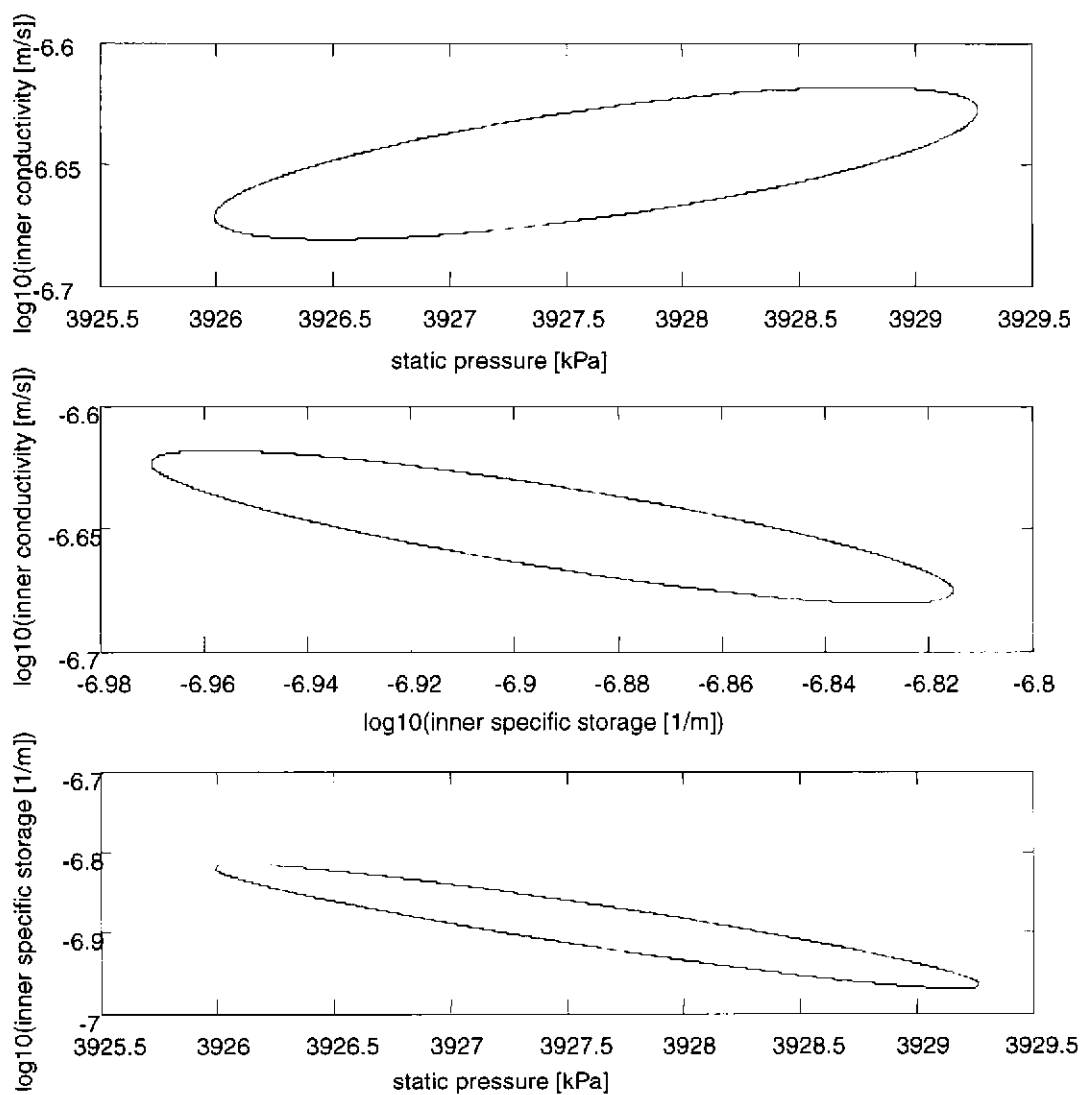 log10(inner conductivity [m/s])
-6.6
-6.65
-6.7
3925.5 3926 3926.5 3927 3927.5 3928 3928.5 3929 3929.5
static pressure [kPa]
log10(inner conductivity [m/s])
-6.6
-6.65
-6.7
-6.98 -6.96 -6.94 -6.92 -6.9 -6.88 -6.86 -6.84 -6.82 -6.8
log10(inner specific storage [1/m])
log10(inner specific storage [1/m])
-6.7
-6.8
-6.9
-7
3925.5 3926 3926.5 3927 3927.5 3928 3928.5 3929 3929.5
static pressure [kPa]